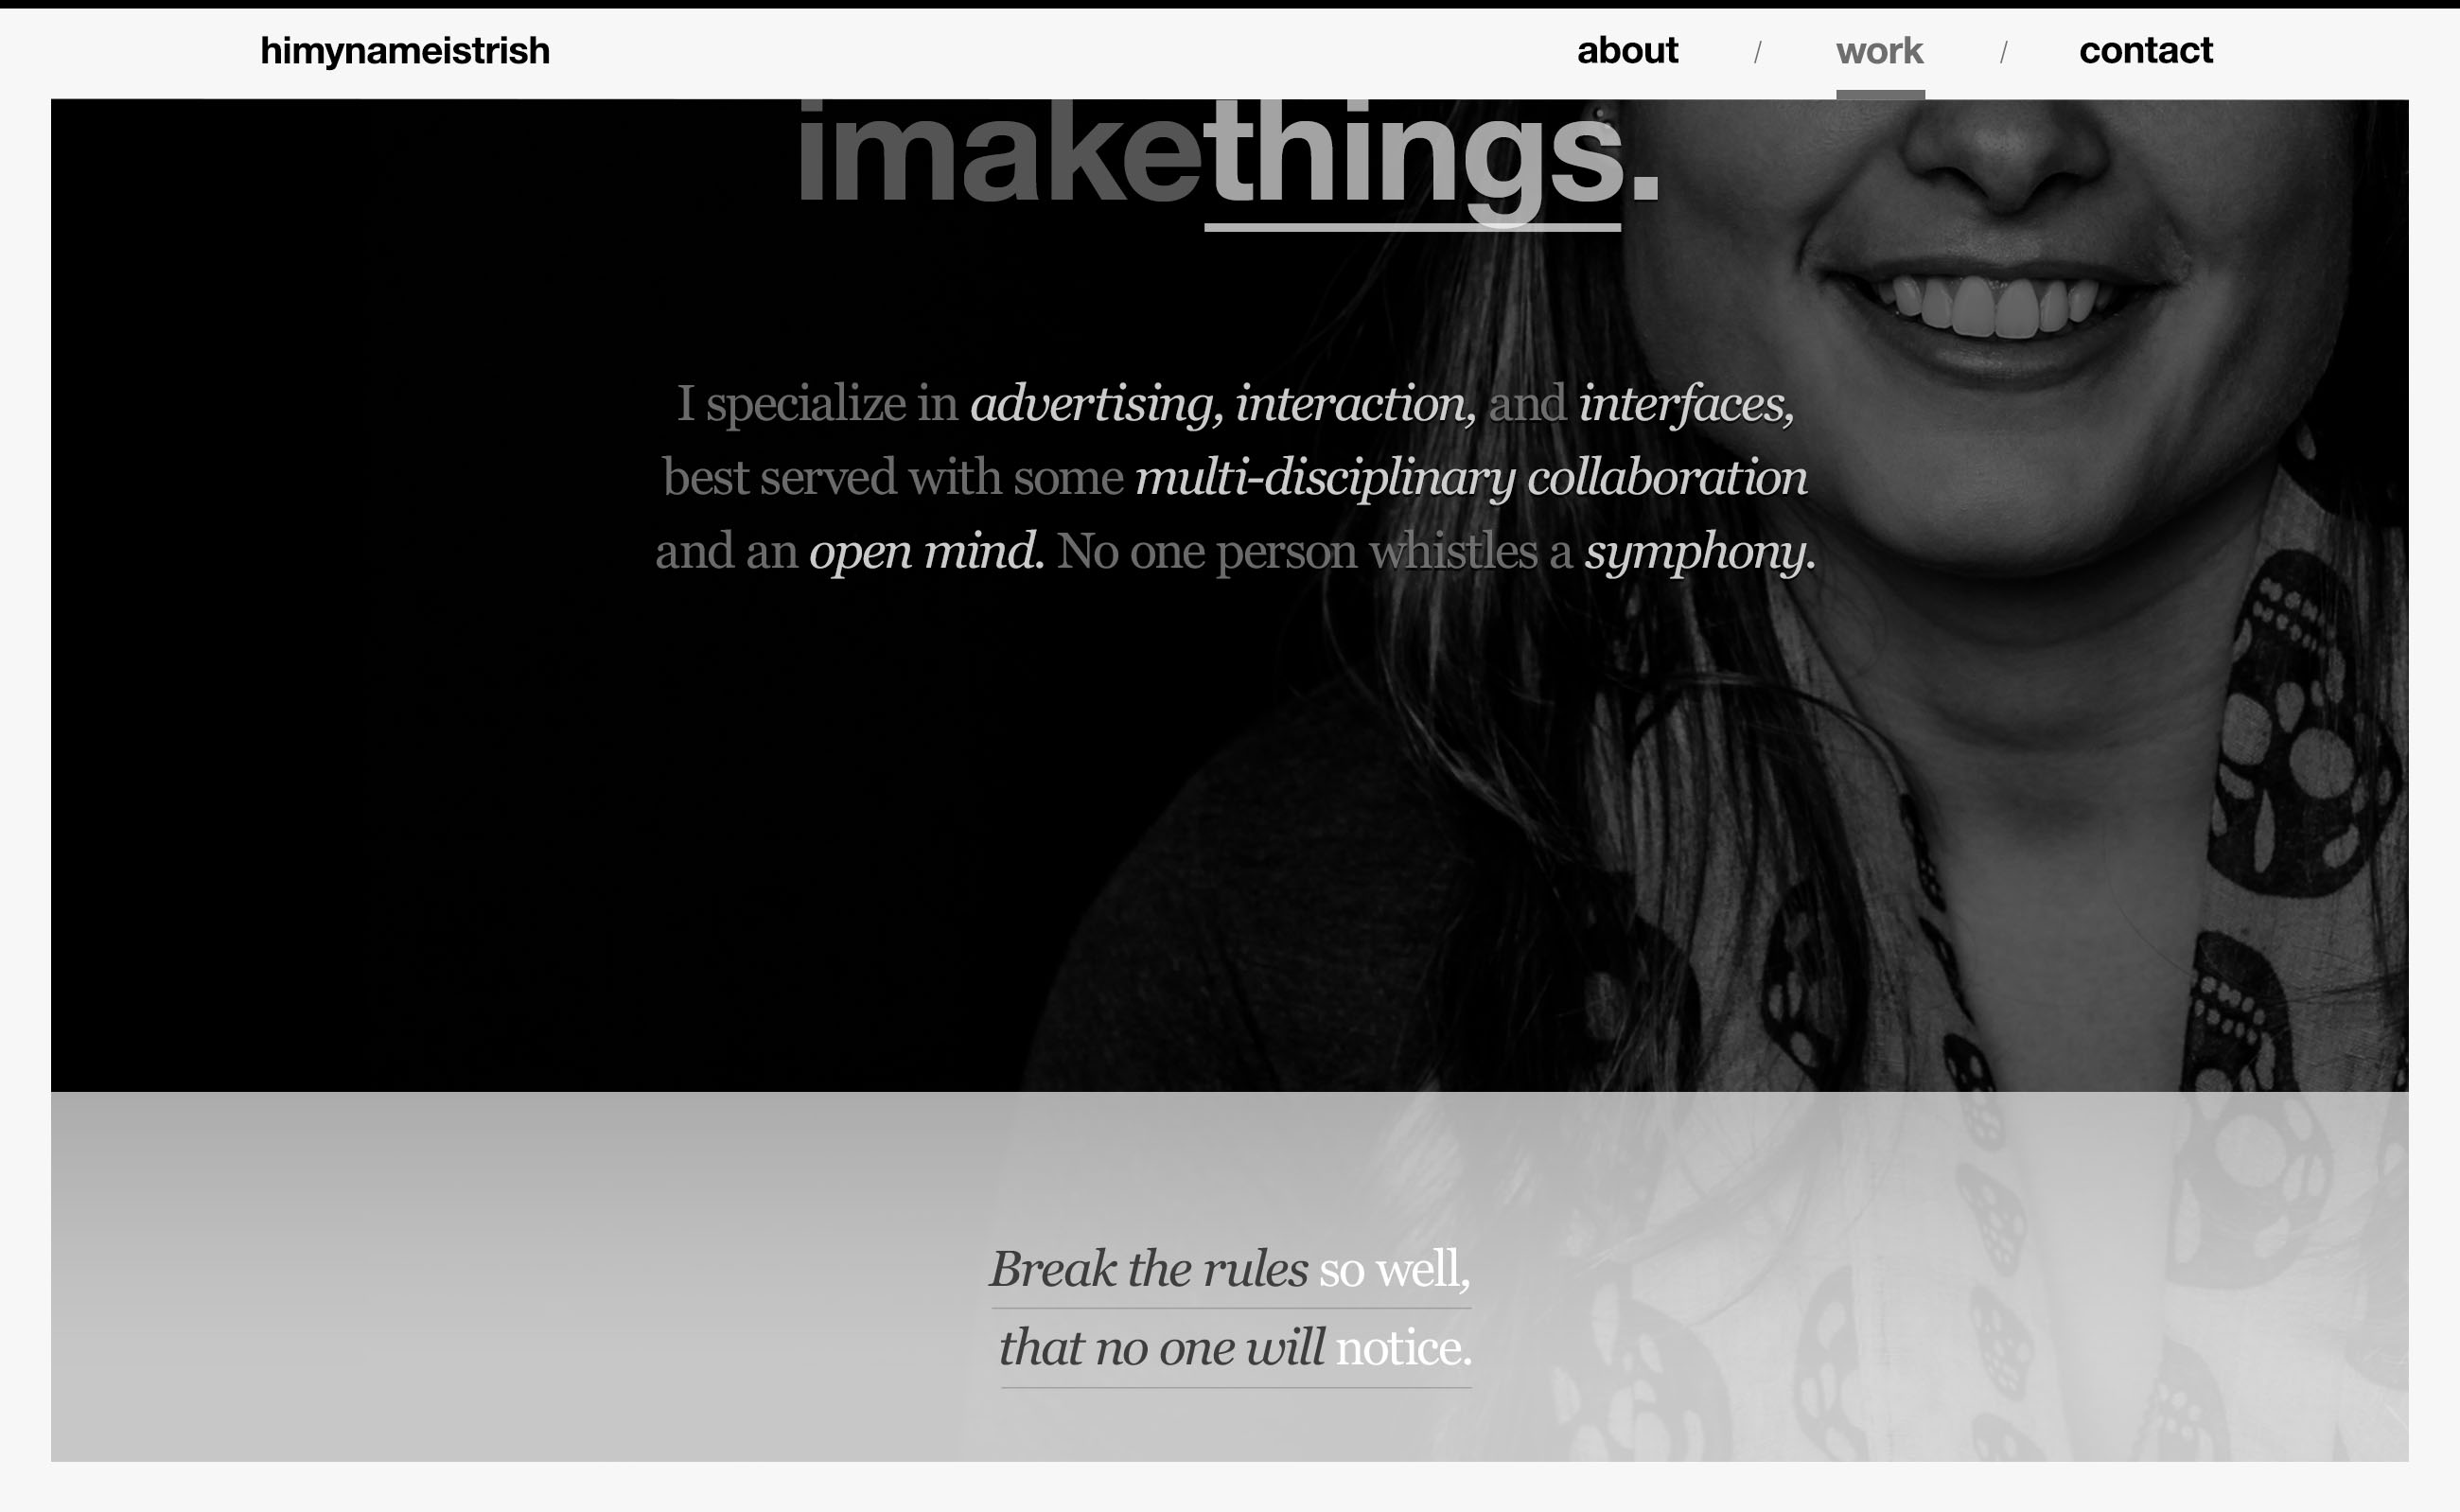 himynameistrish
about / work / contact
imakethings.
I specialize in advertising, interaction, and interfaces,
best served with some multi-disciplinary collaboration
and an open mind. No one person whistles a symphony.
Break the rules so well,
that no one will notice.